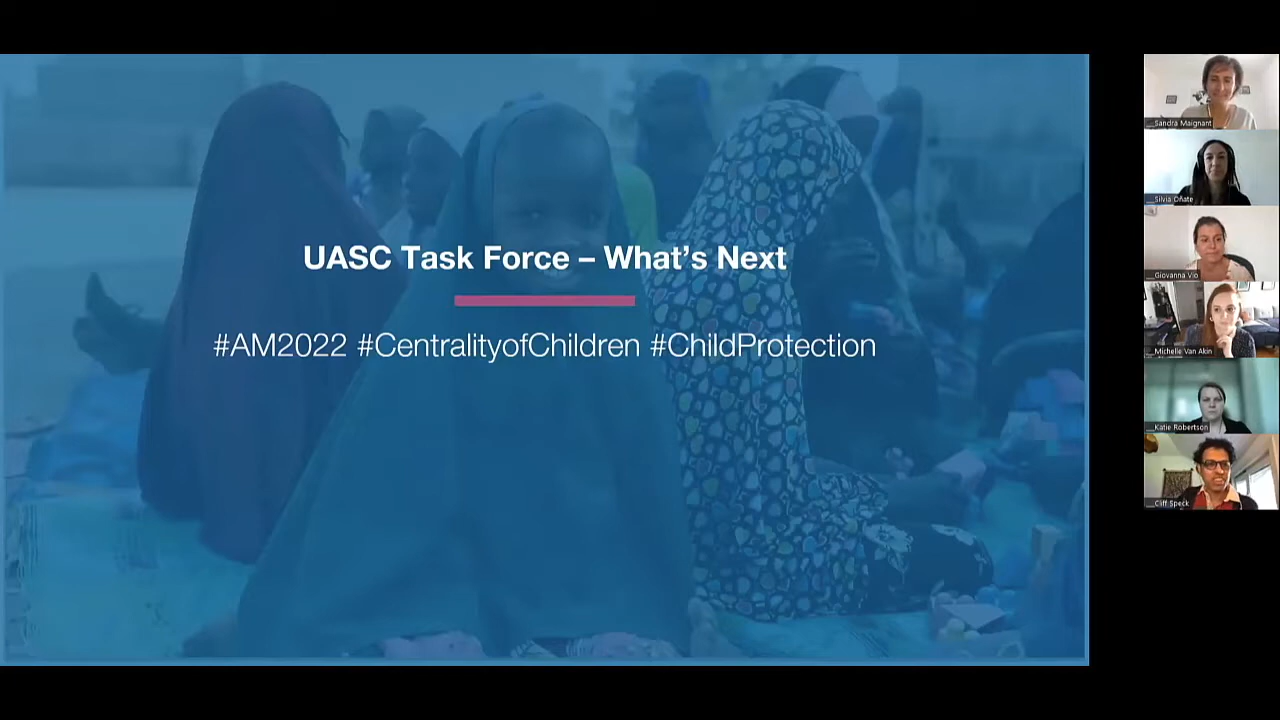 UASC Task Force – What's Next
#AM2022 #CentralityofChildren #ChildProtection
Sandra Maignant
Silvia Oñate
Giovanna Vio
Michelle Van Akin
Katie Robertson
Cliff Speck